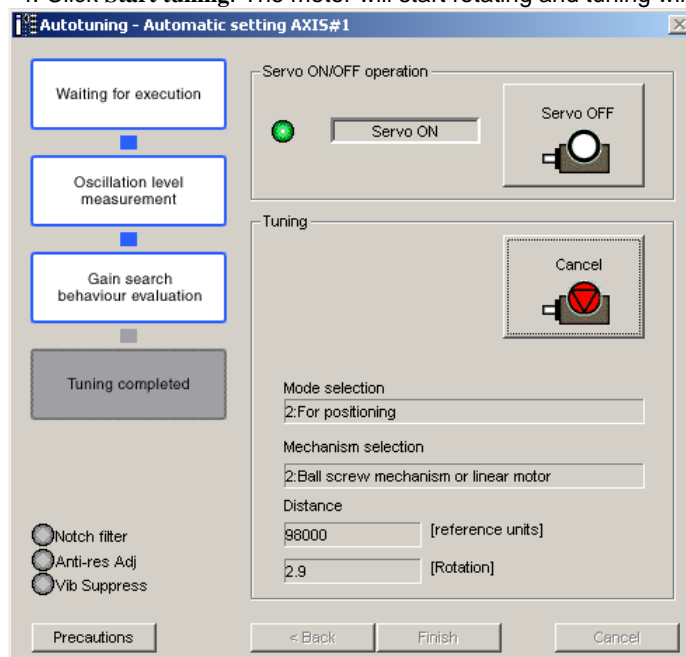 4. Click Start tuning. The motor will start rotating and tuning wil
Autotuning - Automatic setting AXIS#1
Waiting for execution
Oscillation level
measurement
Gain search
behaviour evaluation
Tuning completed
Notch filter
Anti-res Adj
Vib Suppress
Precautions
Servo ON/OFF operation
Servo ON
Servo OFF
Tuning
Cancel
Mode selection
2:For positioning
Mechanism selection
2:Ball screw mechanism or linear motor
Distance
98000 [reference units]
2.9 [Rotation]
< Back
Finish
Cancel